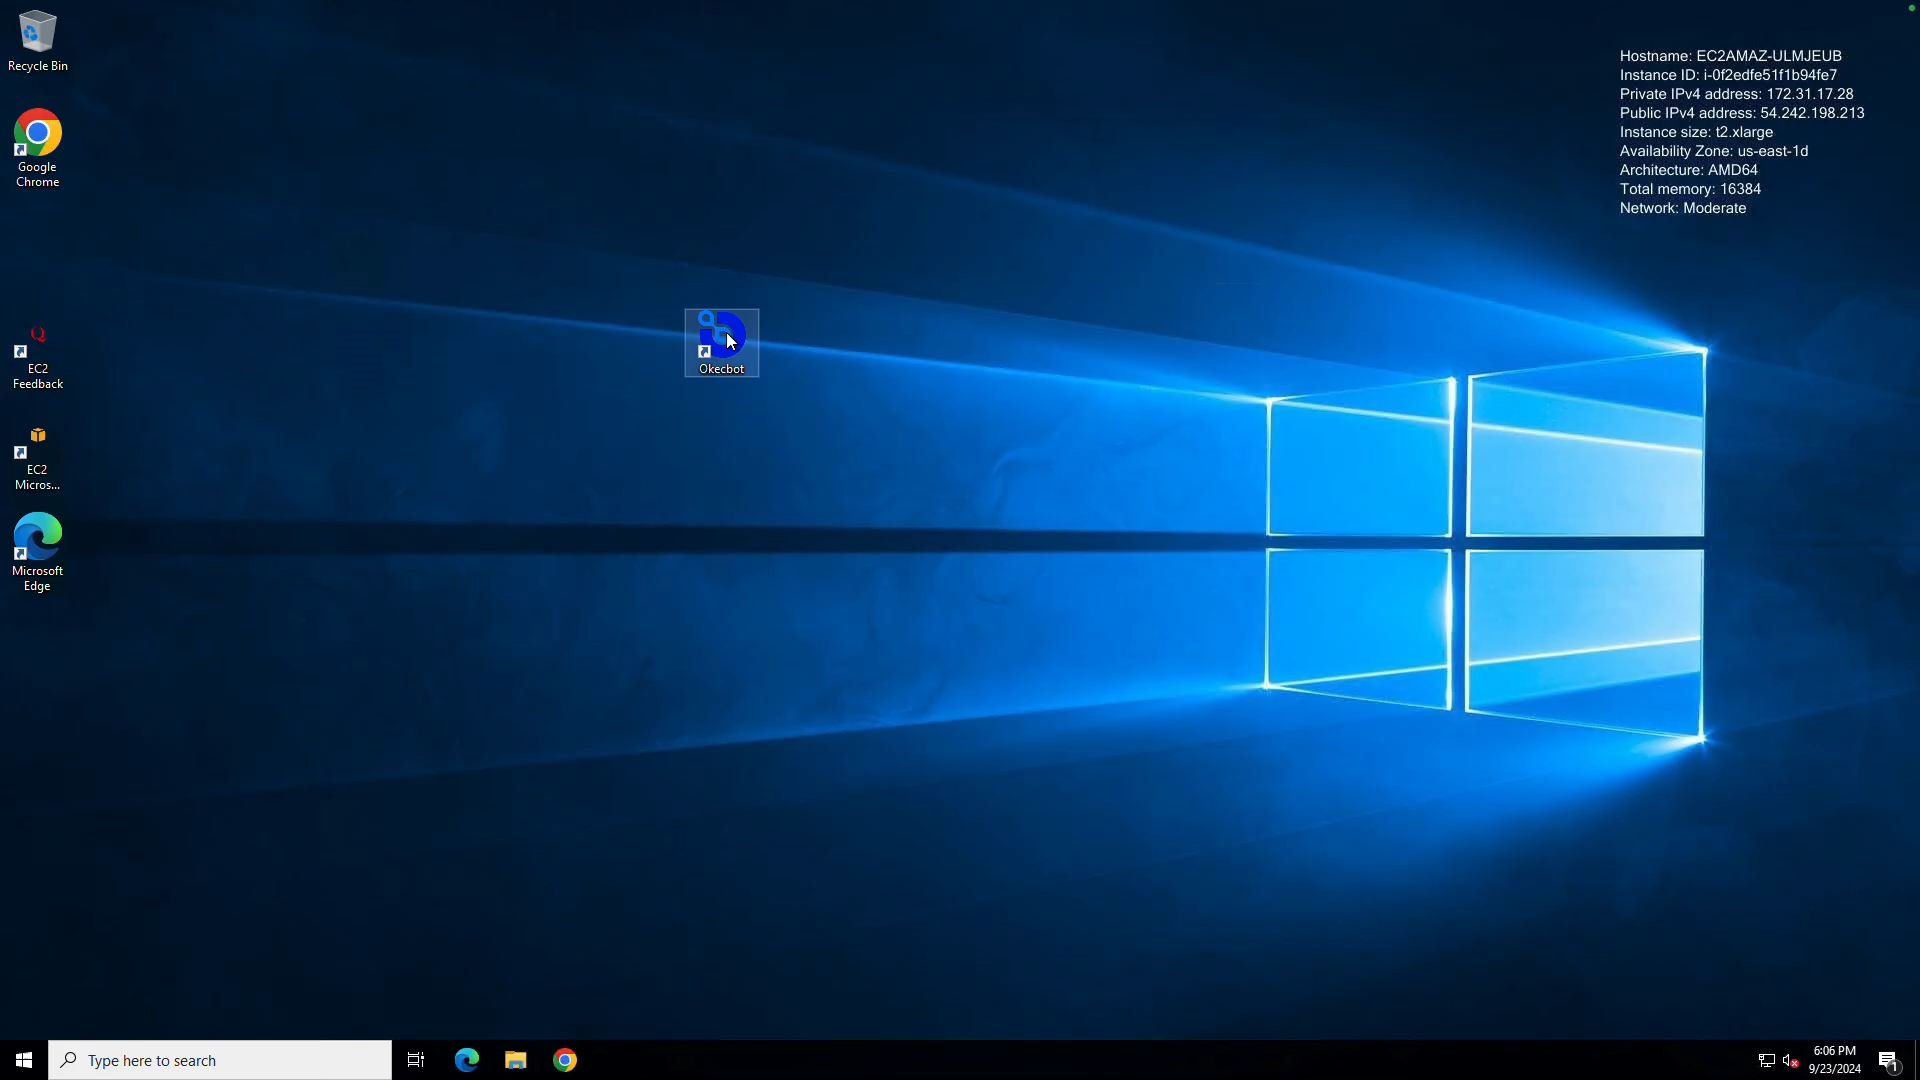 Recycle Bin
Google
Chrome
EC2
Feedback
EC2
Micros...
Microsoft
Edge
Okecbot
Hostname: EC2AMAZ-ULMJEUB
Instance ID: i-0f2edfe51f1b94fe7
Private IPv4 address: 172.31.17.28
Public IPv4 address: 54.242.198.213
Instance size: t2.xlarge
Availability Zone: us-east-1d
Architecture: AMD64
Total memory: 16384
Network: Moderate
Type here to search
6:06 PM
9/23/2024
1